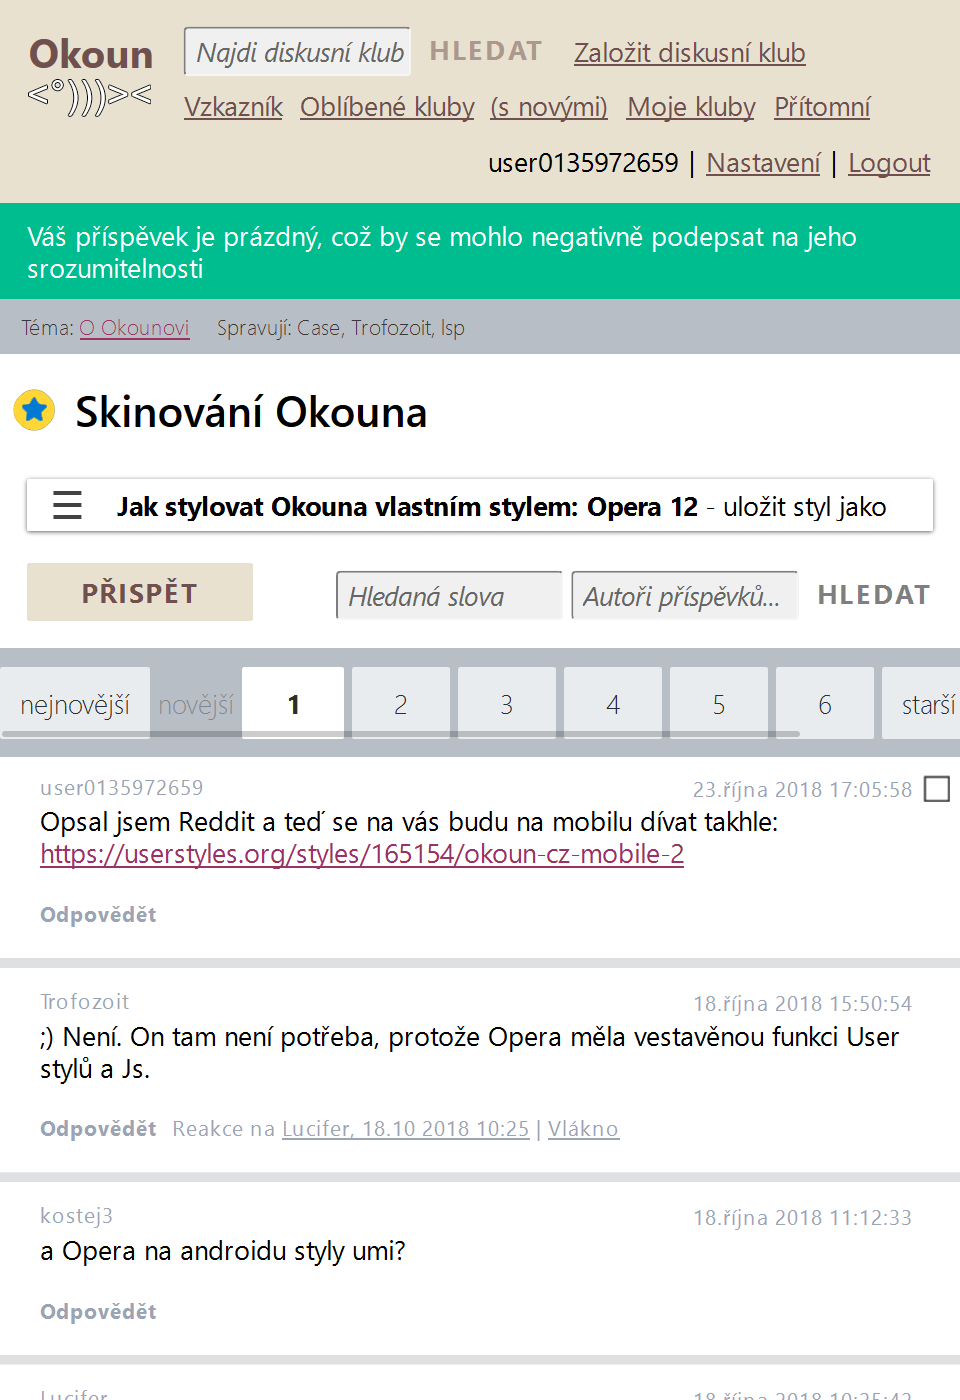 Okoun
<°)))><
Najdi diskusní klub HLEDAT Založit diskusní klub
Vzkazník Oblíbené kluby (s novými) Moje kluby Přítomní
user0135972659 | Nastavení | Logout
Váš příspěvek je prázdný, což by se mohlo negativně podepsat na jeho
srozumitelnosti
Téma: O Okounovi Spravují: Case, Trofozoit, lsp
Skinování Okouna
☰ Jak stylovat Okouna vlastním stylem: Opera 12 - uložit styl jako
PŘISPĚT Hledaná slova Autoři příspěvků... HLEDAT
nejnovější novější 1 2 3 4 5 6 starší
user0135972659 23.října 2018 17:05:58
Opsal jsem Reddit a teď se na vás budu na mobilu dívat takhle:
https://userstyles.org/styles/165154/okoun-cz-mobile-2
Odpovědět
Trofozoit 18.října 2018 15:50:54
;) Není. On tam není potřeba, protože Opera měla vestavěnou funkci User
stylů a Js.
Odpovědět Reakce na Lucifer, 18.10 2018 10:25 | Vlákno
kostej3 18.října 2018 11:12:33
a Opera na androidu styly umi?
Odpovědět
Lucifer 18.října 2018 10:25:42